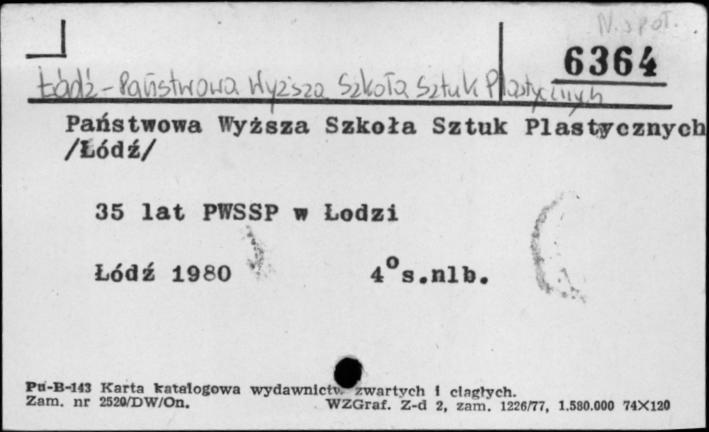 N. społ.
6364
Łódź - Państwowa Wyższa Szkoła Sztuk Plastycznych
Państwowa Wyższa Szkoła Sztuk Plastycznych
/Łódź/
35 lat PWSSP w Łodzi
Łódź 1980 4° s.nlb.
Pu-B-143 Karta katalogowa wydawnictw zwartych i ciągłych.
Zam. nr 2520/DW/On. WZGraf. Z-d 2, zam. 1226/77, 1.580.000 74X120